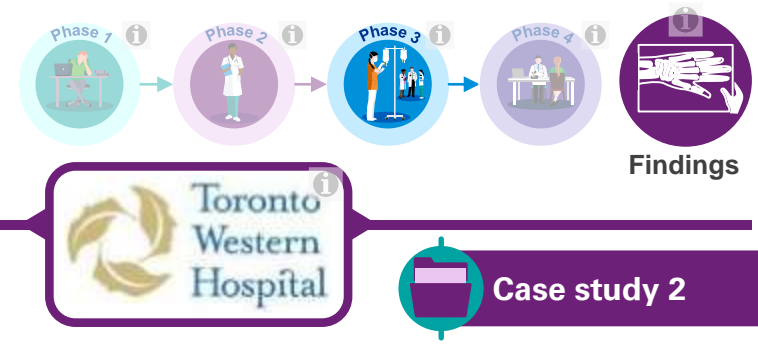 Phase 1
Phase 2
Phase 3
Phase 4
Findings
Toronto
Western
Hospital
Case study 2